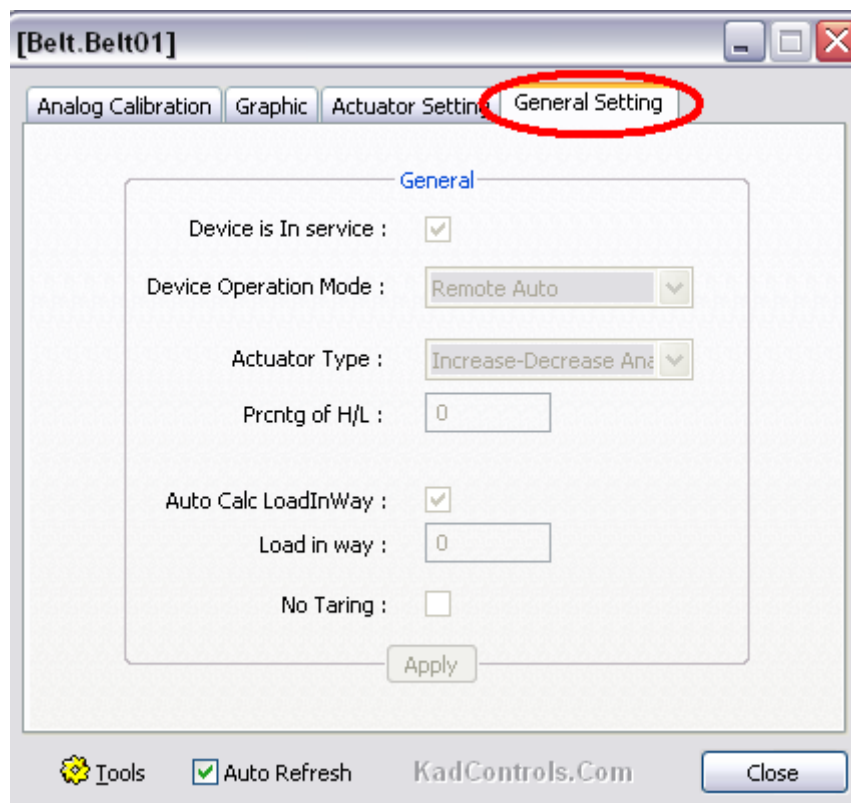 [Belt.Belt01]
Analog Calibration Graphic Actuator Setting General Setting
General
Device is In service :
Device Operation Mode : Remote Auto
Actuator Type : Increase-Decrease Ana
Prcntg of H/L : 0
Auto Calc LoadInWay :
Load in way : 0
No Taring :
Apply
Tools Auto Refresh KadControls.Com Close